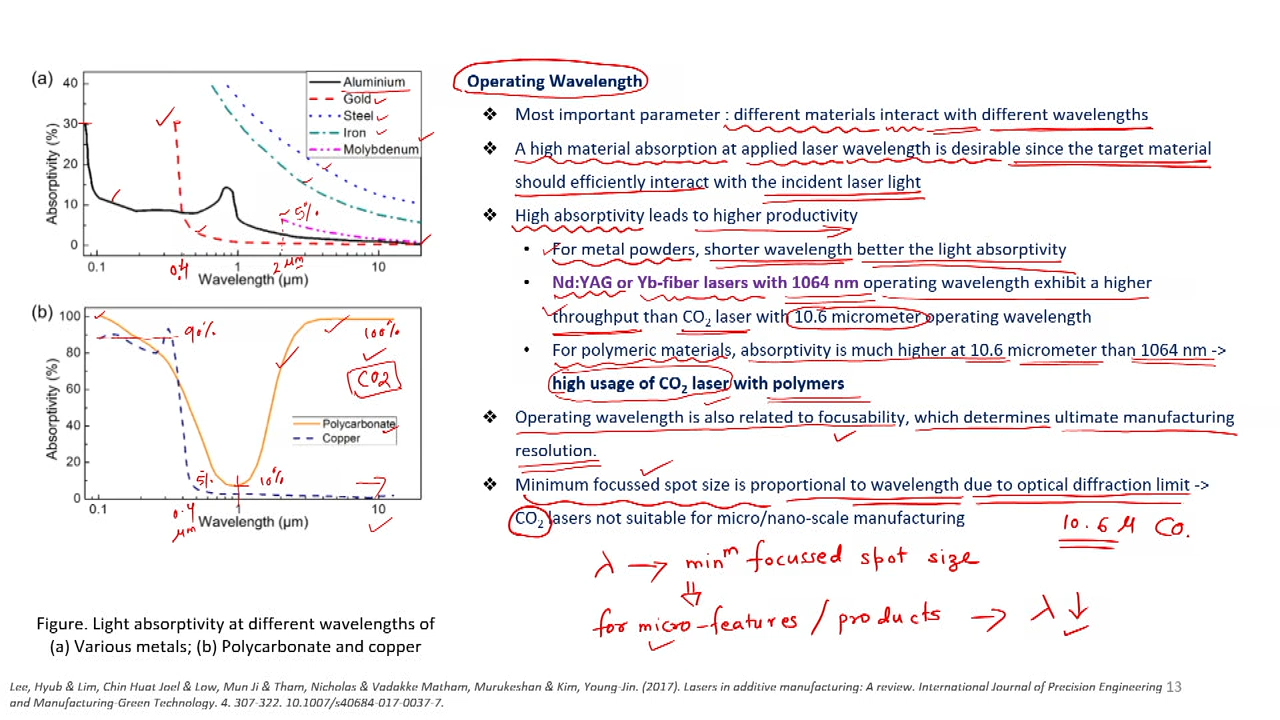 (a)
40
30
20
10
0
Absorptivity (%)
Aluminium
Gold
Steel
Iron
Molybdenum
~ 5%
0.4
2 μm
0.1
1
10
Wavelength (μm)
(b)
100
80
60
40
20
0
Absorptivity (%)
90%
100%
CO2
Polycarbonate
Copper
5%
10%
0.4
μm
0.1
1
10
Wavelength (μm)
Figure. Light absorptivity at different wavelengths of
(a) Various metals; (b) Polycarbonate and copper
Operating Wavelength
❖ Most important parameter : different materials interact with different wavelengths
❖ A high material absorption at applied laser wavelength is desirable since the target material
should efficiently interact with the incident laser light
❖ High absorptivity leads to higher productivity
• For metal powders, shorter wavelength better the light absorptivity
• Nd:YAG or Yb-fiber lasers with 1064 nm operating wavelength exhibit a higher
throughput than CO₂ laser with 10.6 micrometer operating wavelength
• For polymeric materials, absorptivity is much higher at 10.6 micrometer than 1064 nm ->
high usage of CO₂ laser with polymers
❖ Operating wavelength is also related to focusability, which determines ultimate manufacturing
resolution.
❖ Minimum focussed spot size is proportional to wavelength due to optical diffraction limit ->
CO₂ lasers not suitable for micro/nano-scale manufacturing
10.6 μ CO.
λ → minᵐ focussed spot size
⇓
for micro-features / products → λ ↓
Lee, Hyub & Lim, Chin Huat Joel & Low, Mun Ji & Tham, Nicholas & Vadakke Matham, Murukeshan & Kim, Young-Jin. (2017). Lasers in additive manufacturing: A review. International Journal of Precision Engineering
and Manufacturing-Green Technology. 4. 307-322. 10.1007/s40684-017-0037-7.
13